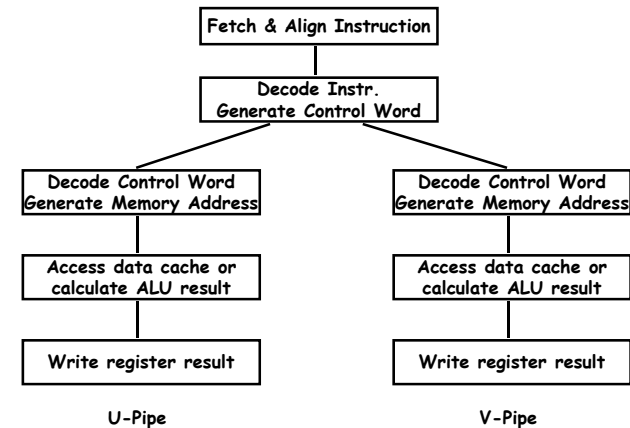 Fetch & Align Instruction
Decode Instr.
Generate Control Word
Decode Control Word
Generate Memory Address
Decode Control Word
Generate Memory Address
Access data cache or
calculate ALU result
Access data cache or
calculate ALU result
Write register result
Write register result
U-Pipe
V-Pipe